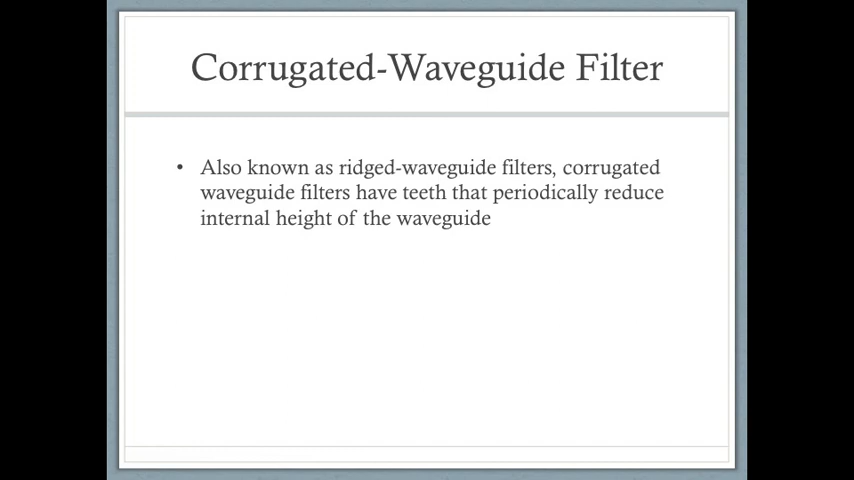 Corrugated-Waveguide Filter
• Also known as ridged-waveguide filters, corrugated
waveguide filters have teeth that periodically reduce
internal height of the waveguide